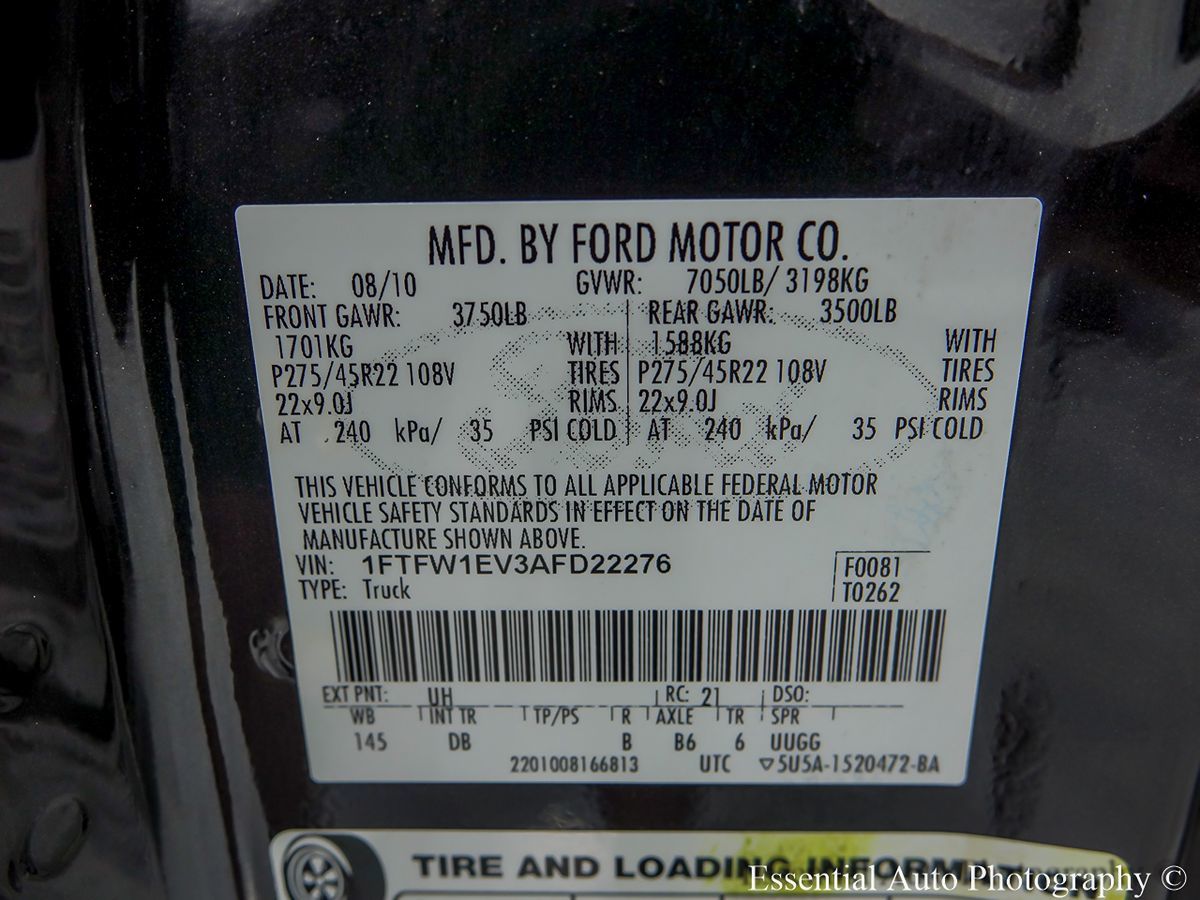 MFD. BY FORD MOTOR CO.
DATE: 08/10 GVWR: 7050LB/ 3198KG
FRONT GAWR: 3750LB REAR GAWR: 3500LB
1701KG WITH 1588KG WITH
P275/45R22 108V TIRES P275/45R22 108V TIRES
22x9.0J RIMS 22x9.0J RIMS
AT 240 kPa/ 35 PSI COLD AT 240 kPa/ 35 PSI COLD
THIS VEHICLE CONFORMS TO ALL APPLICABLE FEDERAL MOTOR
VEHICLE SAFETY STANDARDS IN EFFECT ON THE DATE OF
MANUFACTURE SHOWN ABOVE.
VIN: 1FTFW1EV3AFD22276 F0081
TYPE: Truck T0262
EXT PNT: UH RC: 21 DSO:
WB INT TR TP/PS R AXLE TR SPR
145 DB B B6 6 UUGG
2201008166813 UTC ▽5U5A-1520472-BA
TIRE AND LOADING
Essential Auto Photography ©